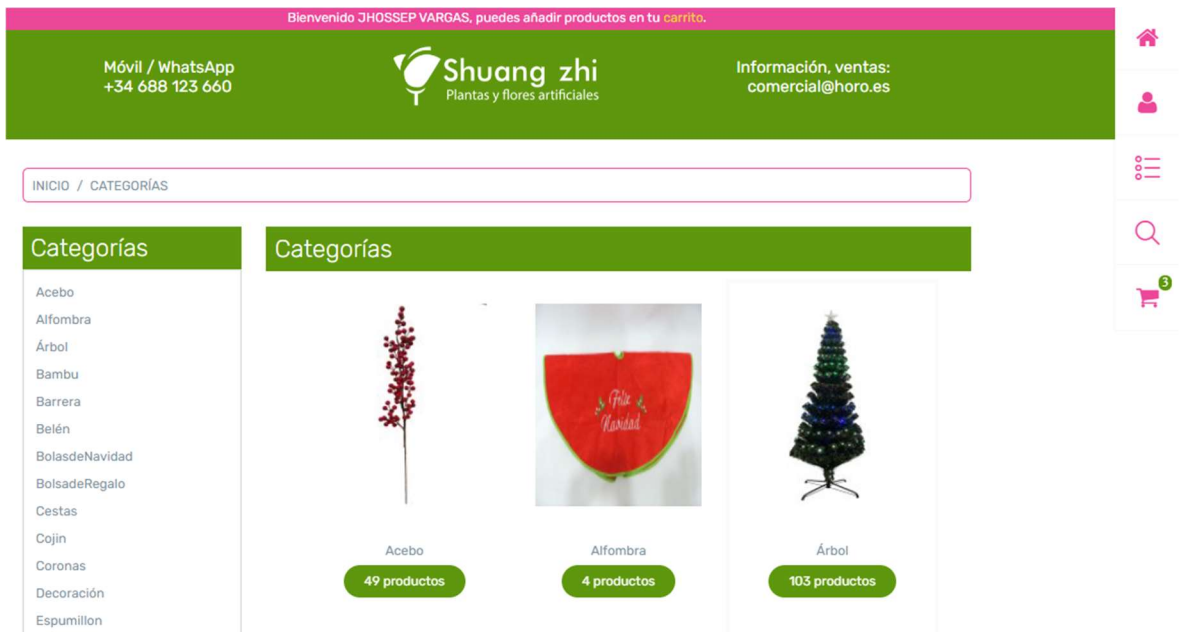 Bienvenido JHOSSEP VARGAS, puedes añadir productos en tu carrito.
Móvil / WhatsApp
+34 688 123 660
Shuang zhi
Plantas y flores artificiales
Información, ventas:
comercial@horo.es
3
INICIO / CATEGORÍAS
Categorías
Acebo
Alfombra
Árbol
Bambu
Barrera
Belén
BolasdeNavidad
BolsadeRegalo
Cestas
Cojin
Coronas
Decoración
Espumillon
Categorías
Feliz
Navidad
Acebo
49 productos
Alfombra
4 productos
Árbol
103 productos